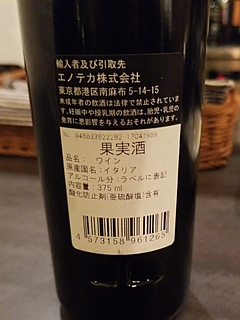 輸入者及び引取先
エノテカ株式会社
東京都港区南麻布 5-14-15
未成年者の飲酒は法律で禁止されています。
妊娠中や授乳期の飲酒は、胎児・乳児の
発育に悪影響を与えるおそれがあります。
果実酒
品名： ワイン
原産国名：イタリア
アルコール分：ラベルに表記
内容量：375 ml
酸化防止剤(亜硫酸塩)含有
4 573158 961265